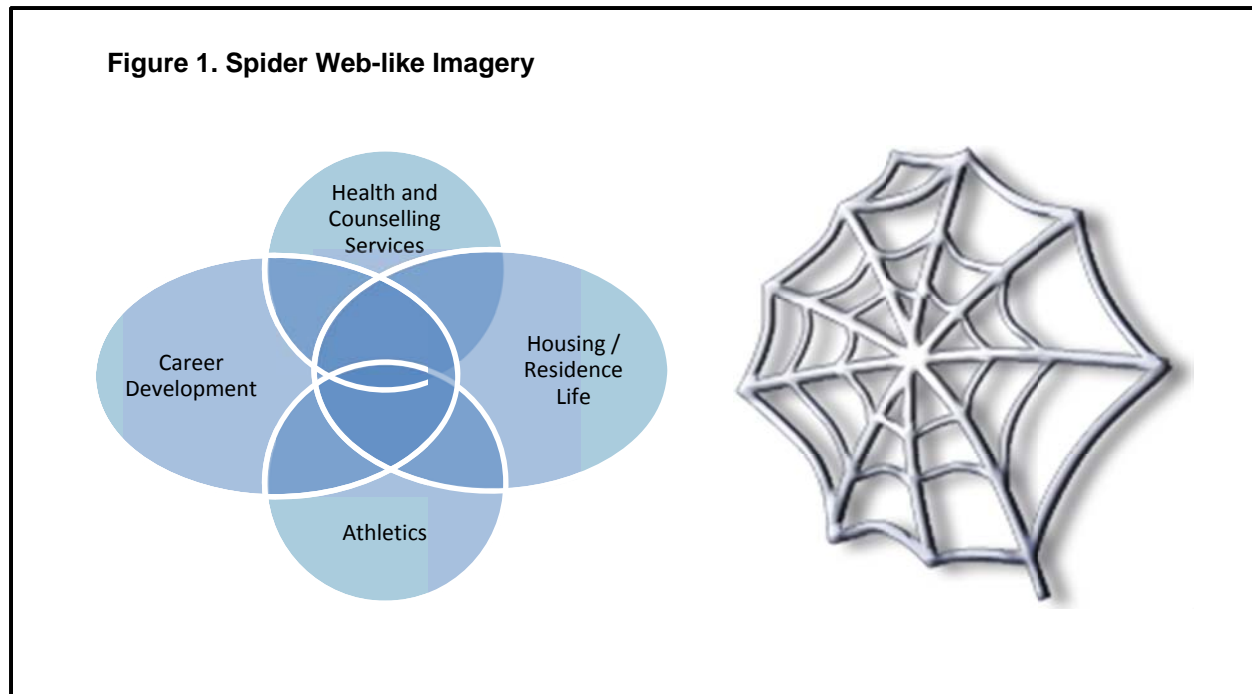 Figure 1. Spider Web-like Imagery
Health and
Counselling
Services
Career
Development
Housing /
Residence
Life
Athletics